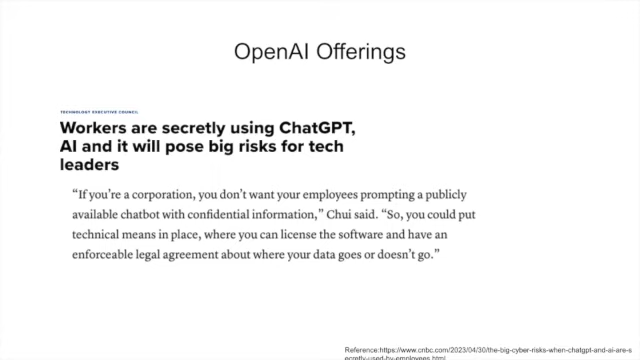 OpenAI Offerings
TECHNOLOGY EXECUTIVE COUNCIL
Workers are secretly using ChatGPT,
AI and it will pose big risks for tech
leaders
“If you’re a corporation, you don’t want your employees prompting a publicly
available chatbot with confidential information,” Chui said. “So, you could put
technical means in place, where you can license the software and have an
enforceable legal agreement about where your data goes or doesn’t go.”
Reference:https://www.cnbc.com/2023/04/30/the-big-cyber-risks-when-chatgpt-and-ai-are-s
ecretly-used-by-employees.html